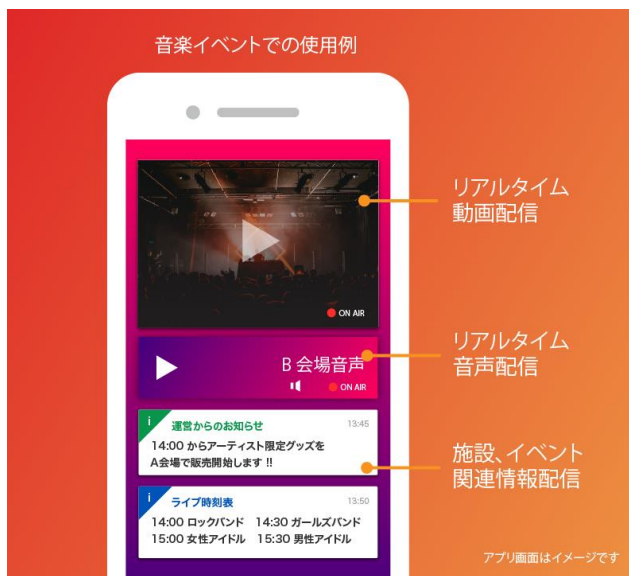 音楽イベントでの使用例
ON AIR
リアルタイム
動画配信
B 会場音声
ON AIR
リアルタイム
音声配信
i
運営からのお知らせ 13:45
14:00 からアーティスト限定グッズを
A会場で販売開始します !!
施設、イベント
関連情報配信
i
ライブ時刻表 13:50
14:00 ロックバンド 14:30 ガールズバンド
15:00 女性アイドル 15:30 男性アイドル
アプリ画面はイメージです